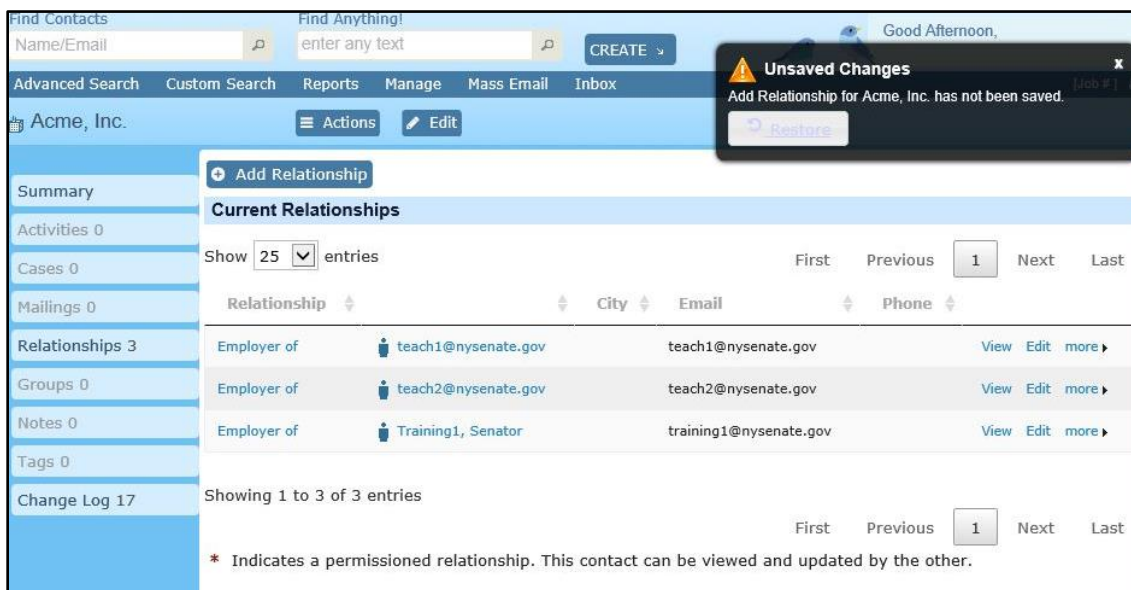 Find Contacts
Find Anything!
Name/Email
enter any text
CREATE
Good Afternoon,
Advanced Search Custom Search Reports Manage Mass Email Inbox
[Job #]
Unsaved Changes
x
Add Relationship for Acme, Inc. has not been saved.
Restore
Acme, Inc.
Actions
Edit
Summary
Activities 0
Cases 0
Mailings 0
Relationships 3
Groups 0
Notes 0
Tags 0
Change Log 17
Add Relationship
Current Relationships
Show 25 entries
First Previous 1 Next Last
Relationship City Email Phone
Employer of teach1@nysenate.gov teach1@nysenate.gov View Edit more
Employer of teach2@nysenate.gov teach2@nysenate.gov View Edit more
Employer of Training1, Senator training1@nysenate.gov View Edit more
Showing 1 to 3 of 3 entries
First Previous 1 Next Last
* Indicates a permissioned relationship. This contact can be viewed and updated by the other.